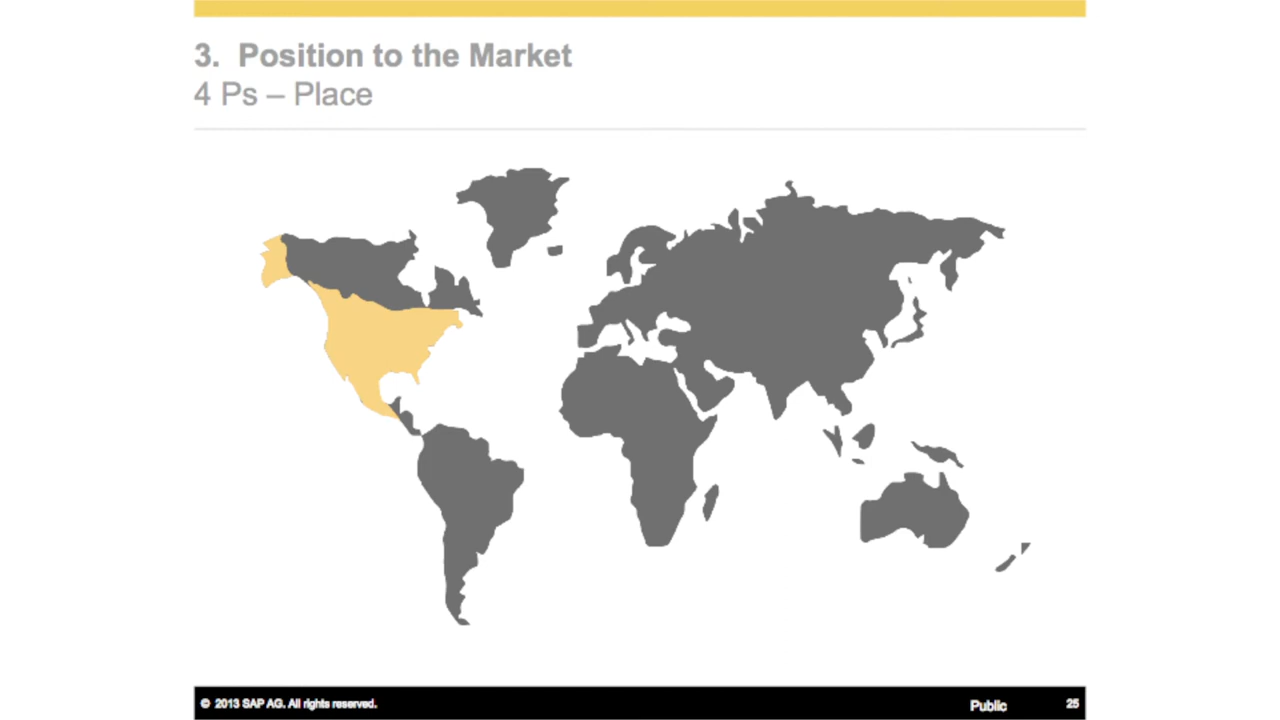 3. Position to the Market
4 Ps – Place
© 2013 SAP AG. All rights reserved.
Public
25